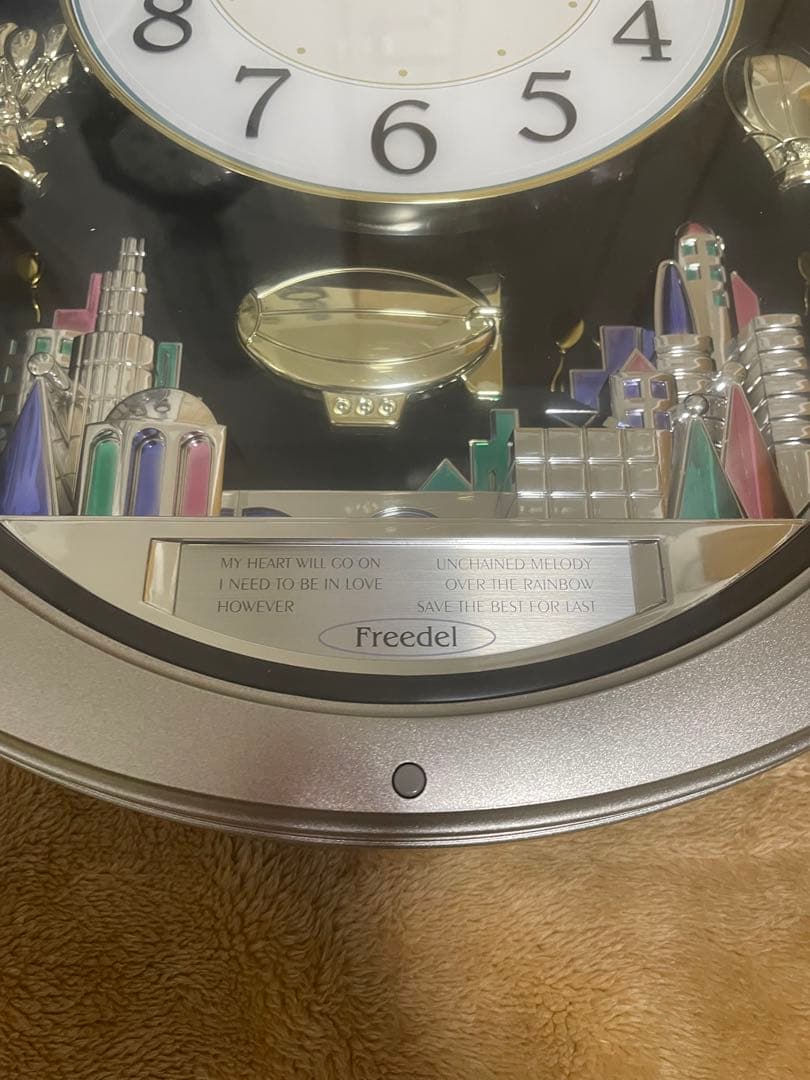 8 4
7 5
6
MY HEART WILL GO ON UNCHAINED MELODY
I NEED TO BE IN LOVE OVER THE RAINBOW
HOWEVER SAVE THE BEST FOR LAST
Freedel